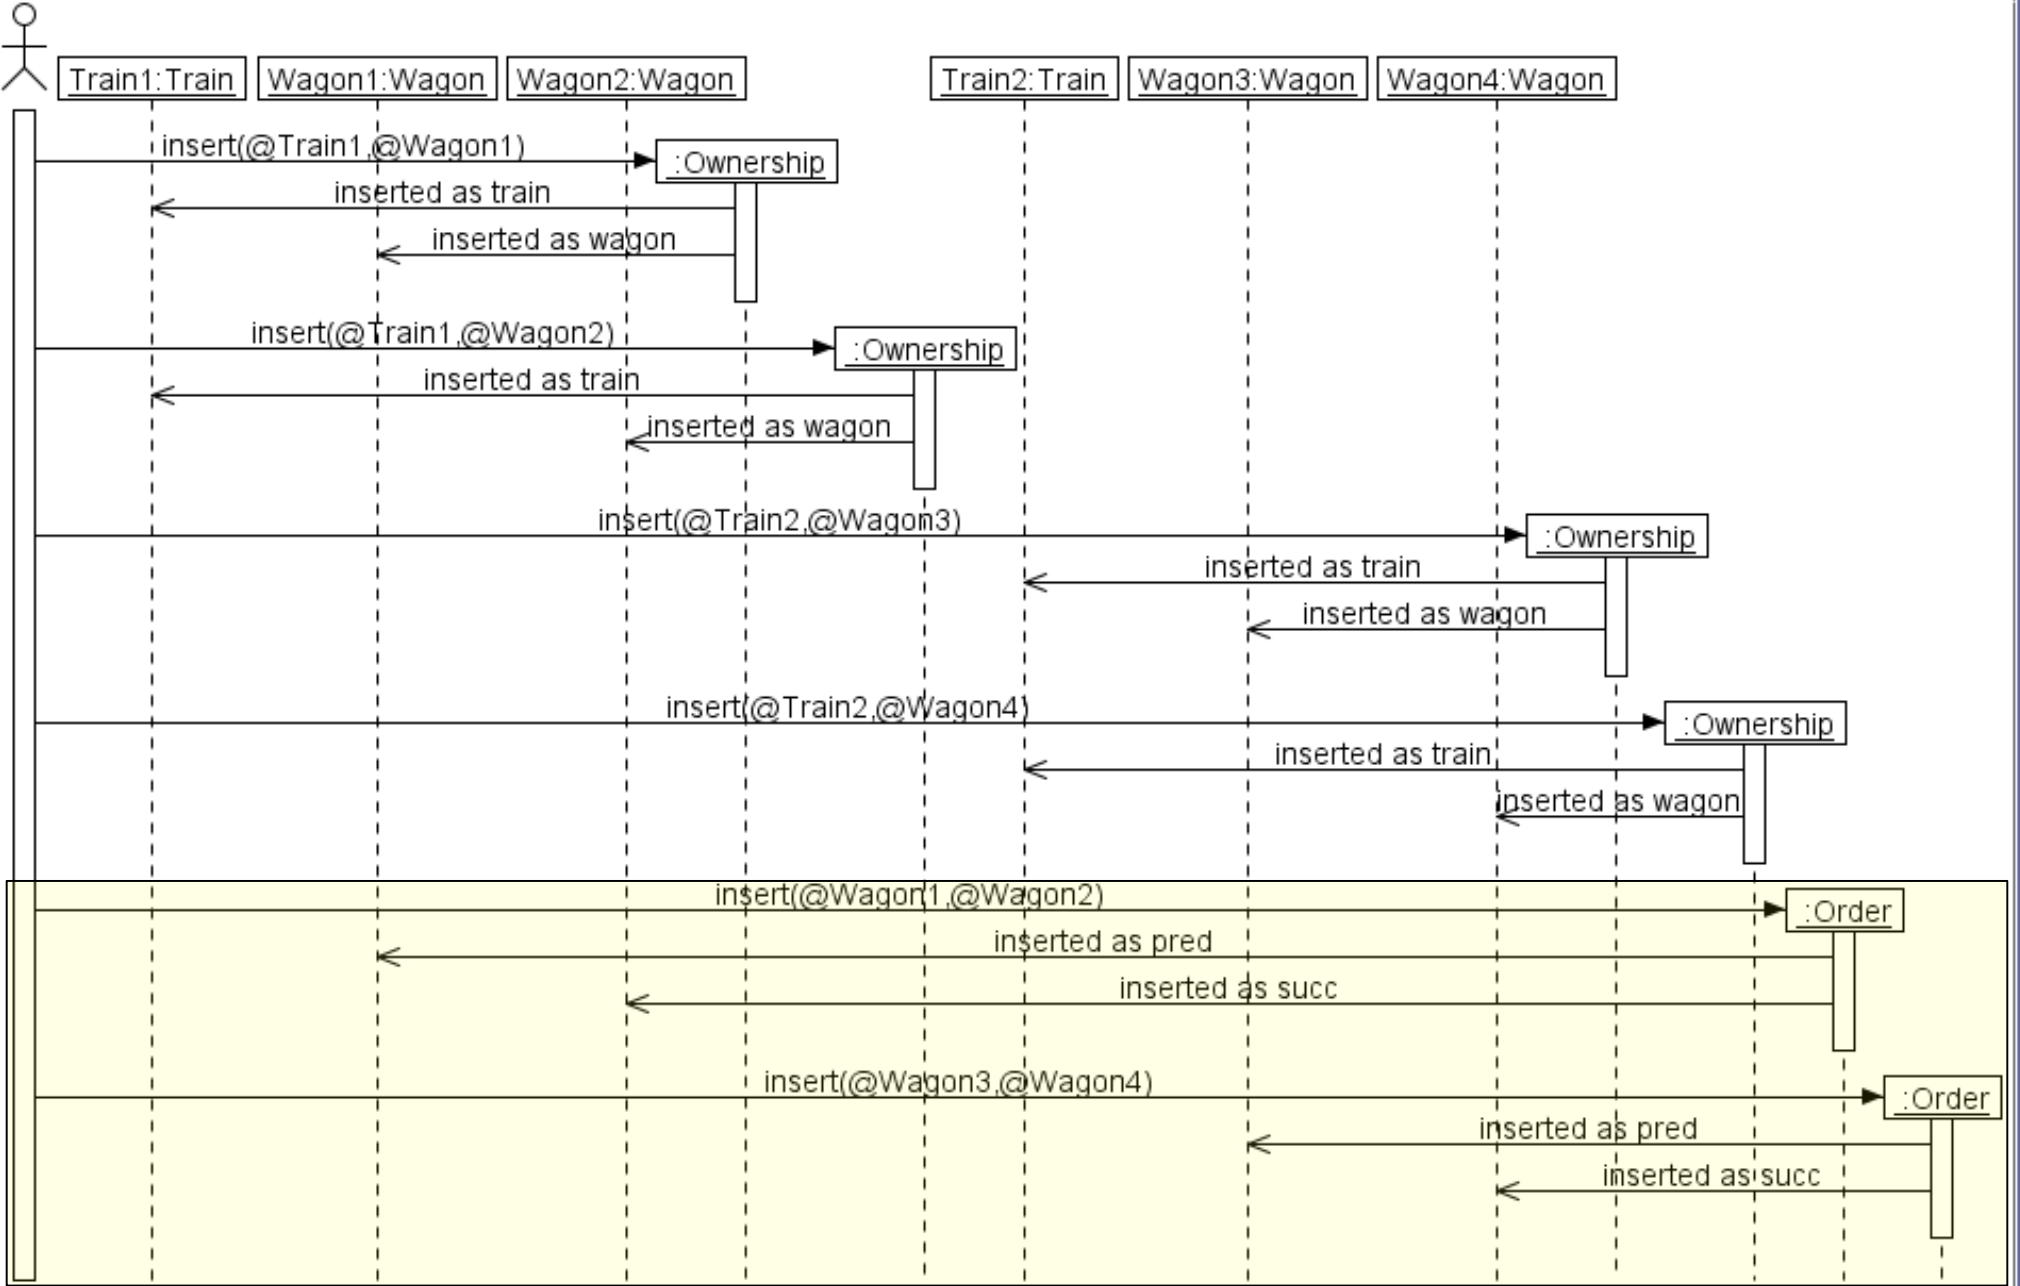 Train1:Train
Wagon1:Wagon
Wagon2:Wagon
Train2:Train
Wagon3:Wagon
Wagon4:Wagon
insert(@Train1,@Wagon1)
:Ownership
inserted as train
inserted as wagon
insert(@Train1,@Wagon2)
:Ownership
inserted as train
inserted as wagon
insert(@Train2,@Wagon3)
:Ownership
inserted as train
inserted as wagon
insert(@Train2,@Wagon4)
:Ownership
inserted as train
inserted as wagon
insert(@Wagon1,@Wagon2)
:Order
inserted as pred
inserted as succ
insert(@Wagon3,@Wagon4)
:Order
inserted as pred
inserted as succ